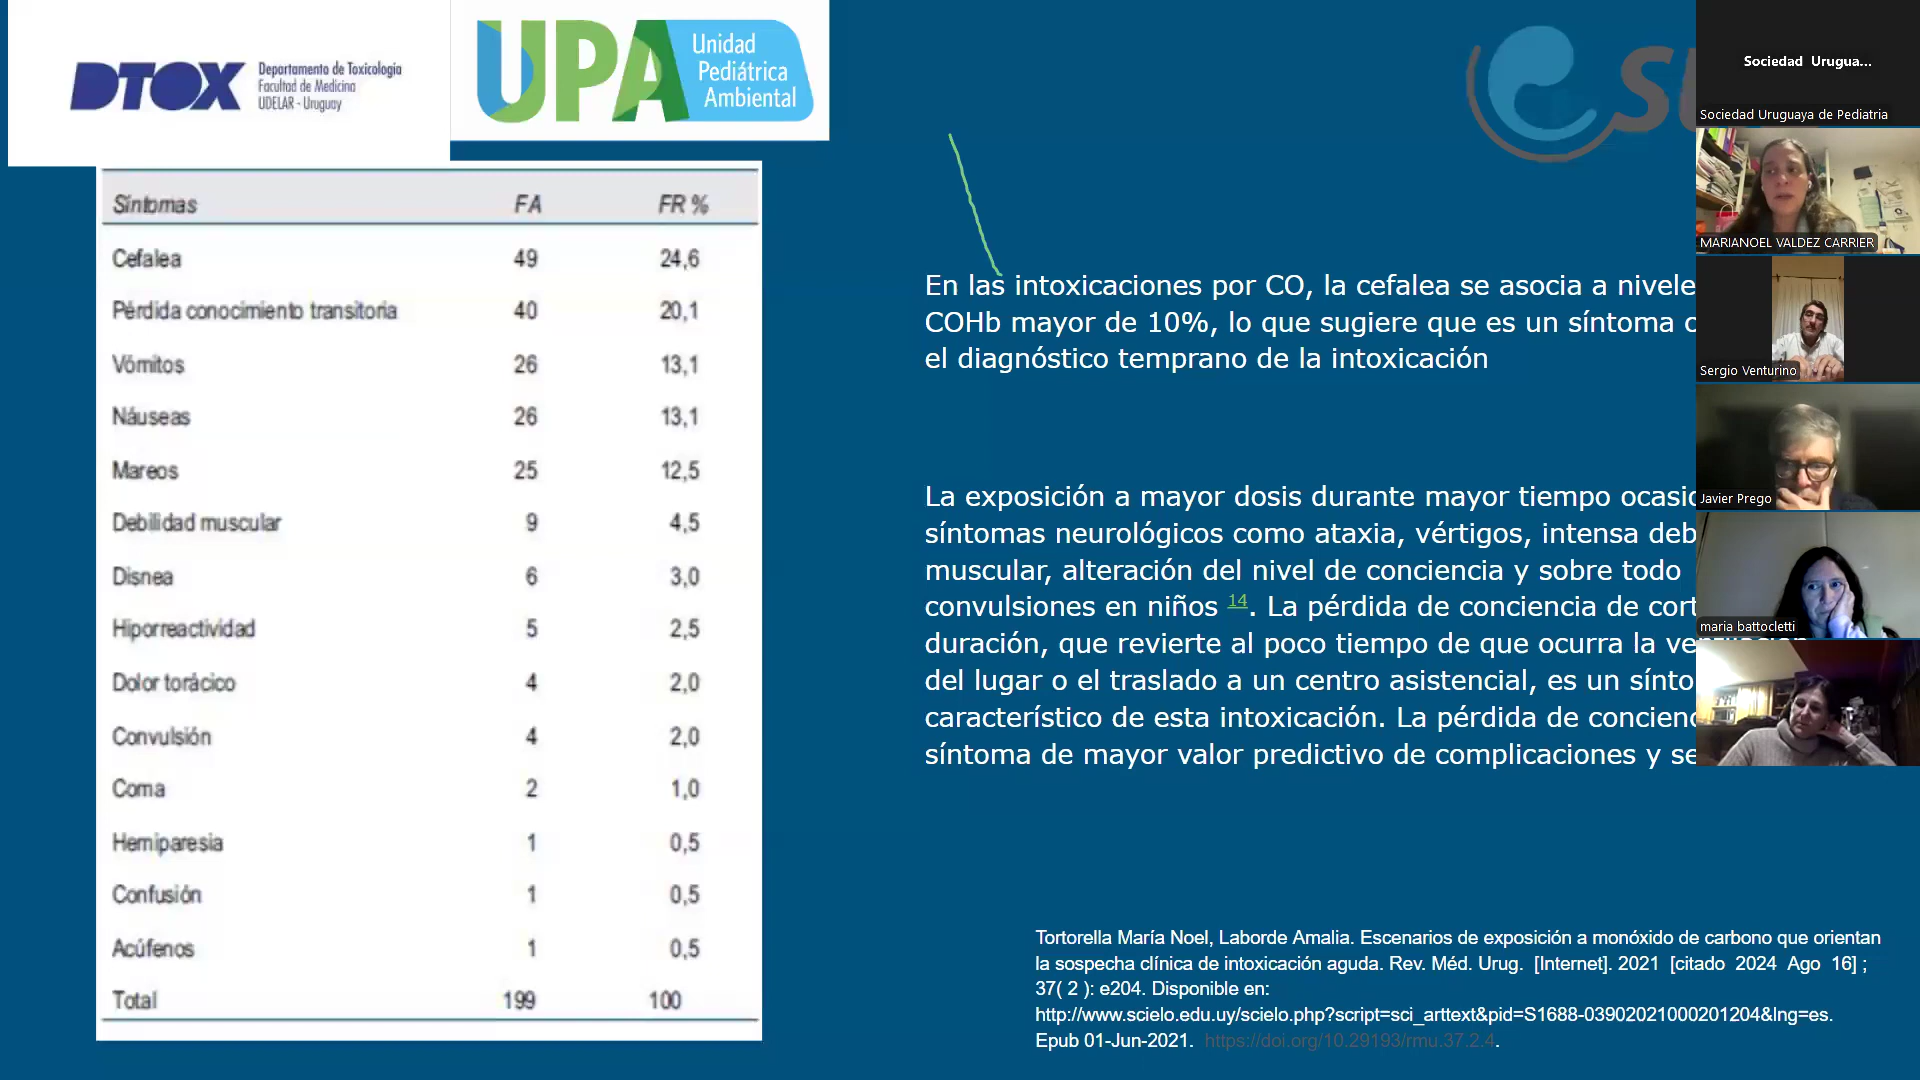 DTOX
Departamento de Toxicología
Facultad de Medicina
UDELAR - Uruguay
UPA
Unidad
Pediátrica
Ambiental
Síntomas FA FR %
Cefalea 49 24,6
Pérdida conocimiento transitoria 40 20,1
Vómitos 26 13,1
Náuseas 26 13,1
Mareos 25 12,5
Debilidad muscular 9 4,5
Disnea 6 3,0
Hiporreactividad 5 2,5
Dolor torácico 4 2,0
Convulsión 4 2,0
Coma 2 1,0
Hemiparesia 1 0,5
Confusión 1 0,5
Acúfenos 1 0,5
Total 199 100
En las intoxicaciones por CO, la cefalea se asocia a nivele
COHb mayor de 10%, lo que sugiere que es un síntoma
el diagnóstico temprano de la intoxicación
La exposición a mayor dosis durante mayor tiempo
síntomas neurológicos como ataxia, vértigos, intensa deb
muscular, alteración del nivel de conciencia y sobre todo
convulsiones en niños 14. La pérdida de conciencia de cort
duración, que revierte al poco tiempo de que ocurra la
del lugar o el traslado a un centro asistencial, es un sínto
característico de esta intoxicación. La pérdida de
síntoma de mayor valor predictivo de complicaciones y se
Tortorella María Noel, Laborde Amalia. Escenarios de exposición a monóxido de carbono que orientan
la sospecha clínica de intoxicación aguda. Rev. Méd. Urug. [Internet]. 2021 [citado 2024 Ago 16] ;
37( 2 ): e204. Disponible en:
http://www.scielo.edu.uy/scielo.php?script=sci_arttext&pid=S1688-03902021000201204&lng=es.
Epub 01-Jun-2021. https://doi.org/10.29193/rmu.37.2.4.
Sociedad Urugua...
Sociedad Uruguaya de Pediatria
MARIANOEL VALDEZ CARRIER
Sergio Venturino
Javier Prego
maria battocletti